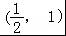 (1/2, 1)